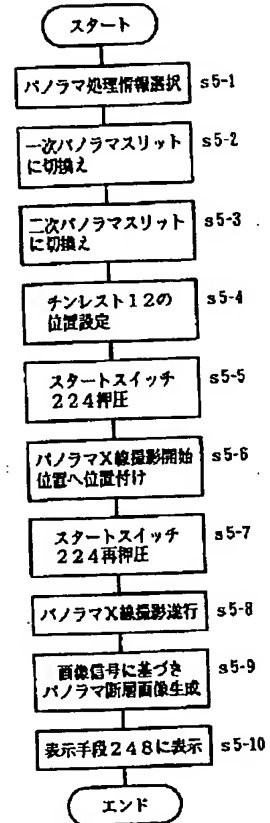 スタート
パノラマ処理情報選択 s5-1
一次パノラマスリット s5-2
に切換え
二次パノラマスリット s5-3
に切換え
チンレスト12の s5-4
位置設定
スタートスイッチ s5-5
224押圧
パノラマX線撮影開始 s5-6
位置へ位置付け
スタートスイッチ s5-7
224再押圧
パノラマX線撮影遂行 s5-8
画像信号に基づき s5-9
パノラマ断層画像生成
表示手段248に表示 s5-10
エンド